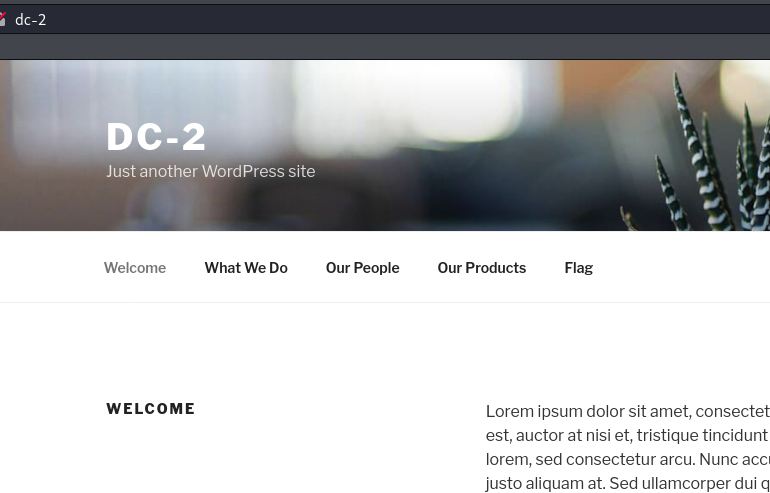 dc-2
DC-2
Just another WordPress site
Welcome What We Do Our People Our Products Flag
WELCOME
Lorem ipsum dolor sit amet, consectet
est, auctor at nisi et, tristique tincidunt
lorem, sed consectetur arcu. Nunc accu
justo aliquam at. Sed ullamcorper dui q